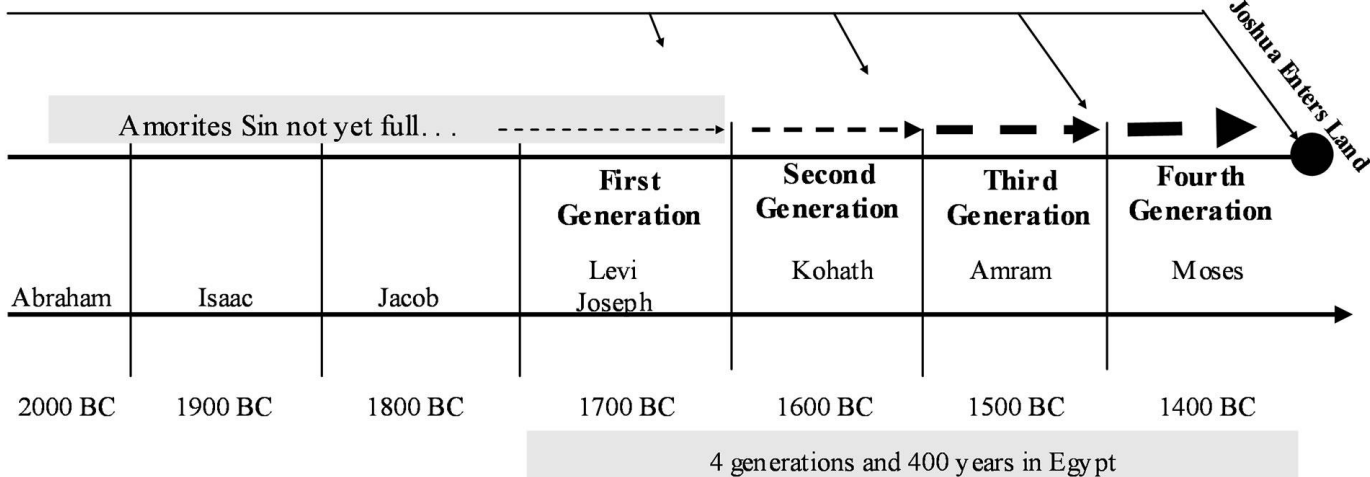 Joshua Enters Land
Amorites Sin not yet full...
First
Generation
Second
Generation
Third
Generation
Fourth
Generation
Levi
Joseph
Kohath
Amram
Moses
Abraham
Isaac
Jacob
2000 BC
1900 BC
1800 BC
1700 BC
1600 BC
1500 BC
1400 BC
4 generations and 400 years in Egypt